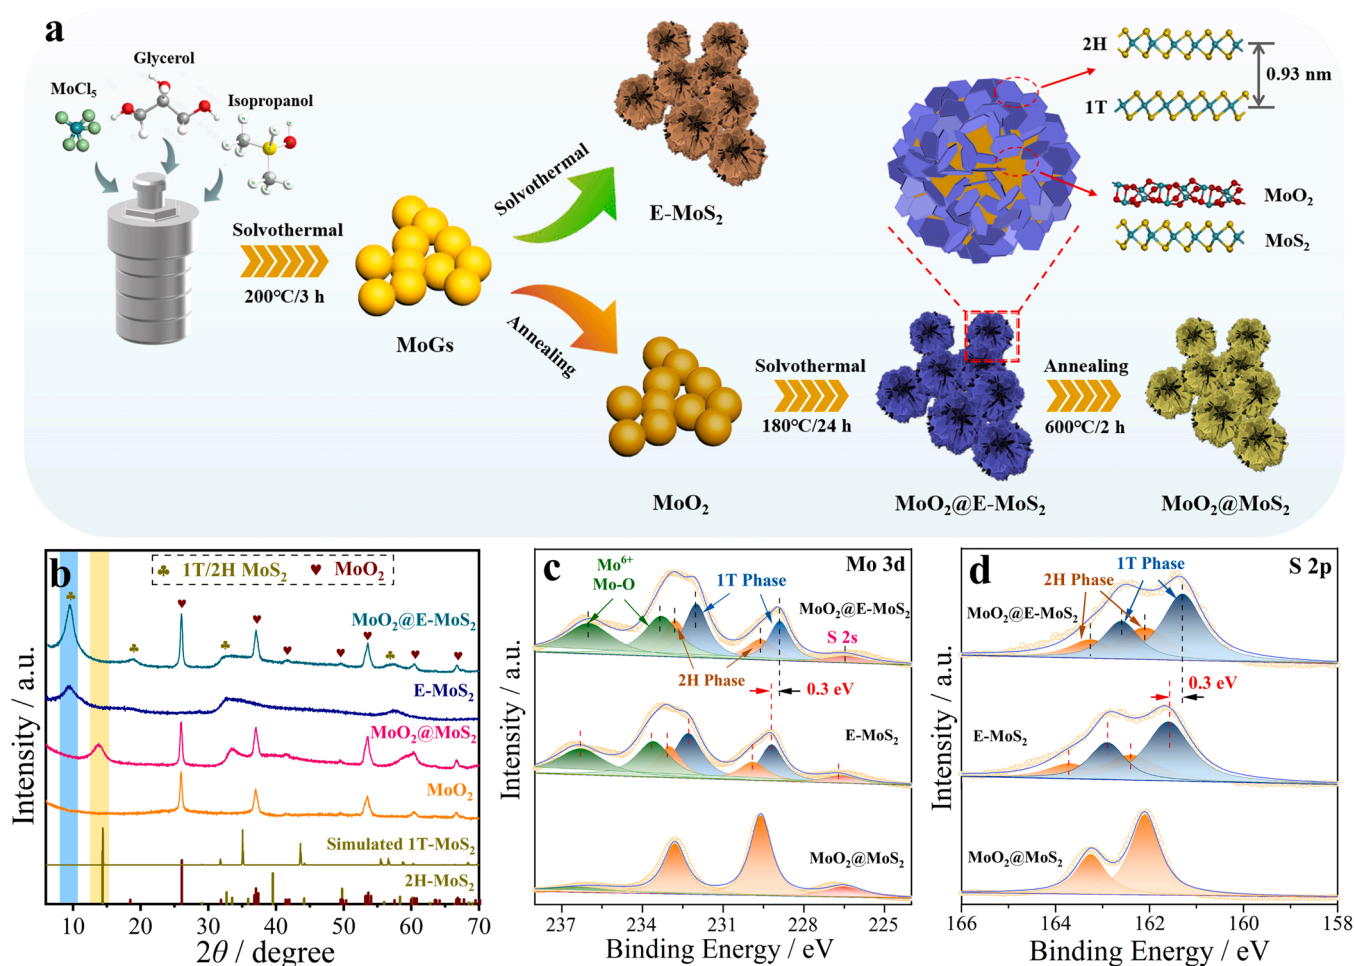 a
Glycerol
MoCl5
Isopropanol
Solvothermal
200℃/3 h
MoGs
Solvothermal
E-MoS2
Annealing
MoO2
Solvothermal
180℃/24 h
MoO2@E-MoS2
Annealing
600℃/2 h
MoO2@MoS2
2H
1T
0.93 nm
MoO2
MoS2
b
♣ 1T/2H MoS2 ♥ MoO2
MoO2@E-MoS2
E-MoS2
MoO2@MoS2
MoO2
Simulated 1T-MoS2
2H-MoS2
Intensity / a.u.
10 20 30 40 50 60 70
2θ / degree
c
Mo 3d
Mo6+
Mo-O
1T Phase
MoO2@E-MoS2
S 2s
2H Phase
0.3 eV
E-MoS2
MoO2@MoS2
Intensity / a.u.
237 234 231 228 225
Binding Energy / eV
d
S 2p
1T Phase
2H Phase
MoO2@E-MoS2
0.3 eV
E-MoS2
MoO2@MoS2
Intensity / a.u.
166 164 162 160 158
Binding Energy / eV